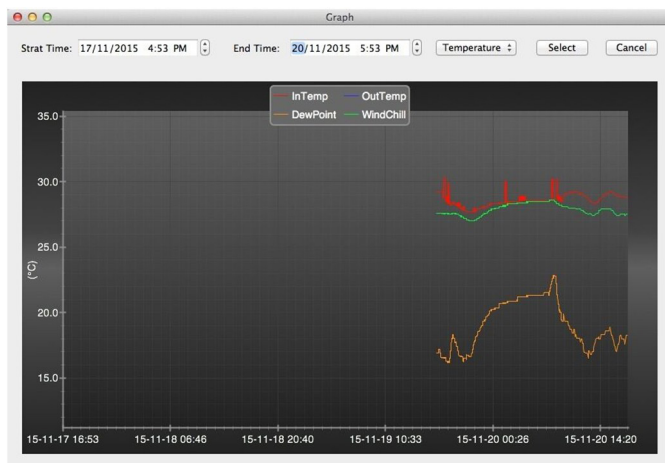 Graph
Strat Time: 17/11/2015 4:53 PM End Time: 20/11/2015 5:53 PM Temperature Select Cancel
InTemp OutTemp
DewPoint WindChill
35.0
30.0
25.0
(°C)
20.0
15.0
15-11-17 16:53 15-11-18 06:46 15-11-18 20:40 15-11-19 10:33 15-11-20 00:26 15-11-20 14:20